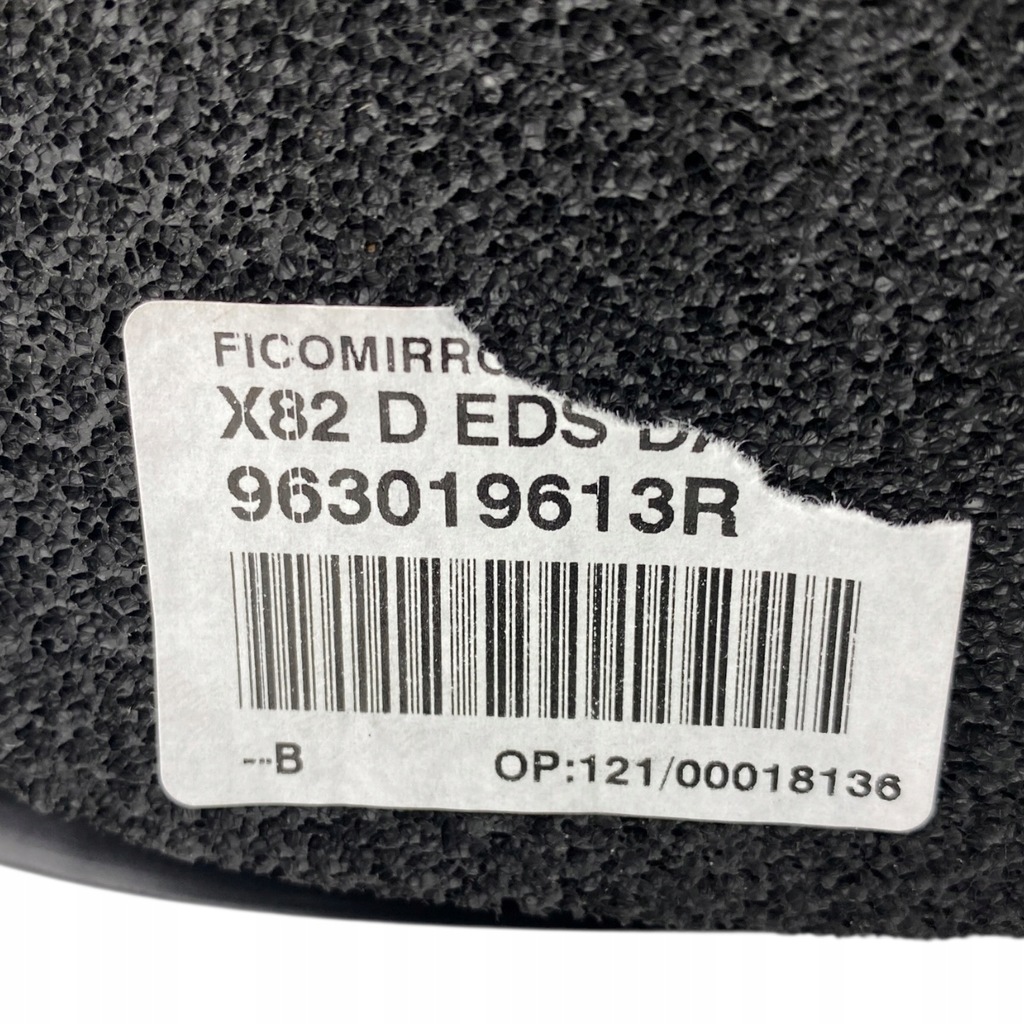 FICOMIRRO
X82 D EDS
963019613R
---B
OP:121/00018136